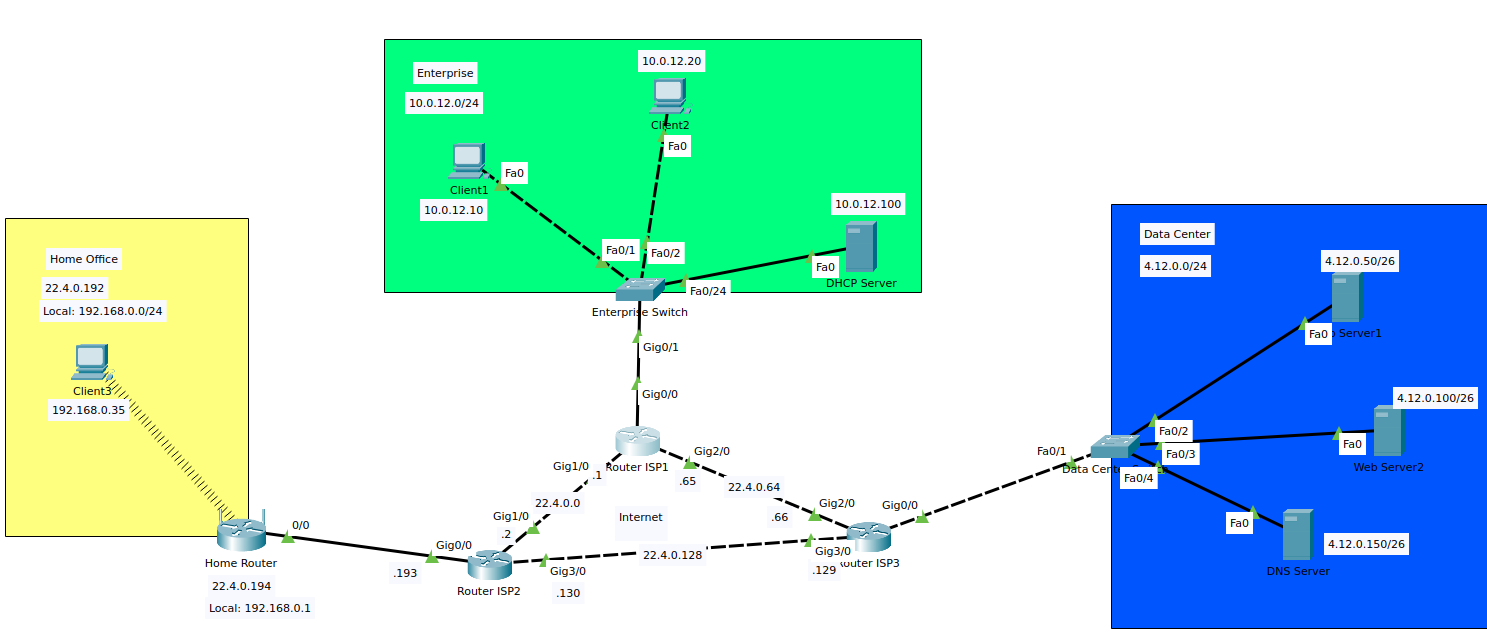 10.0.12.20
Enterprise
10.0.12.0/24
Client2
Fa0
Fa0
Client1
10.0.12.10
10.0.12.100
Fa0/1
Fa0/2
Fa0
DHCP Server
Fa0/24
Enterprise Switch
Home Office
22.4.0.192
Local: 192.168.0.0/24
Client3
192.168.0.35
Data Center
4.12.0.0/24
4.12.0.50/26
Fa0
Server1
4.12.0.100/26
Fa0
Web Server2
Fa0/2
Fa0/3
Fa0/1
Data Cen
Fa0/4
Fa0
4.12.0.150/26
DNS Server
Gig0/1
Gig0/0
Router ISP1
Gig1/0
.1
Gig2/0
.65
22.4.0.64
22.4.0.0
Internet
Gig2/0
.66
Gig0/0
Gig1/0
.2
0/0
Home Router
22.4.0.194
Local: 192.168.0.1
Gig0/0
.193
Router ISP2
Gig3/0
.130
22.4.0.128
Gig3/0
.129
outer ISP3